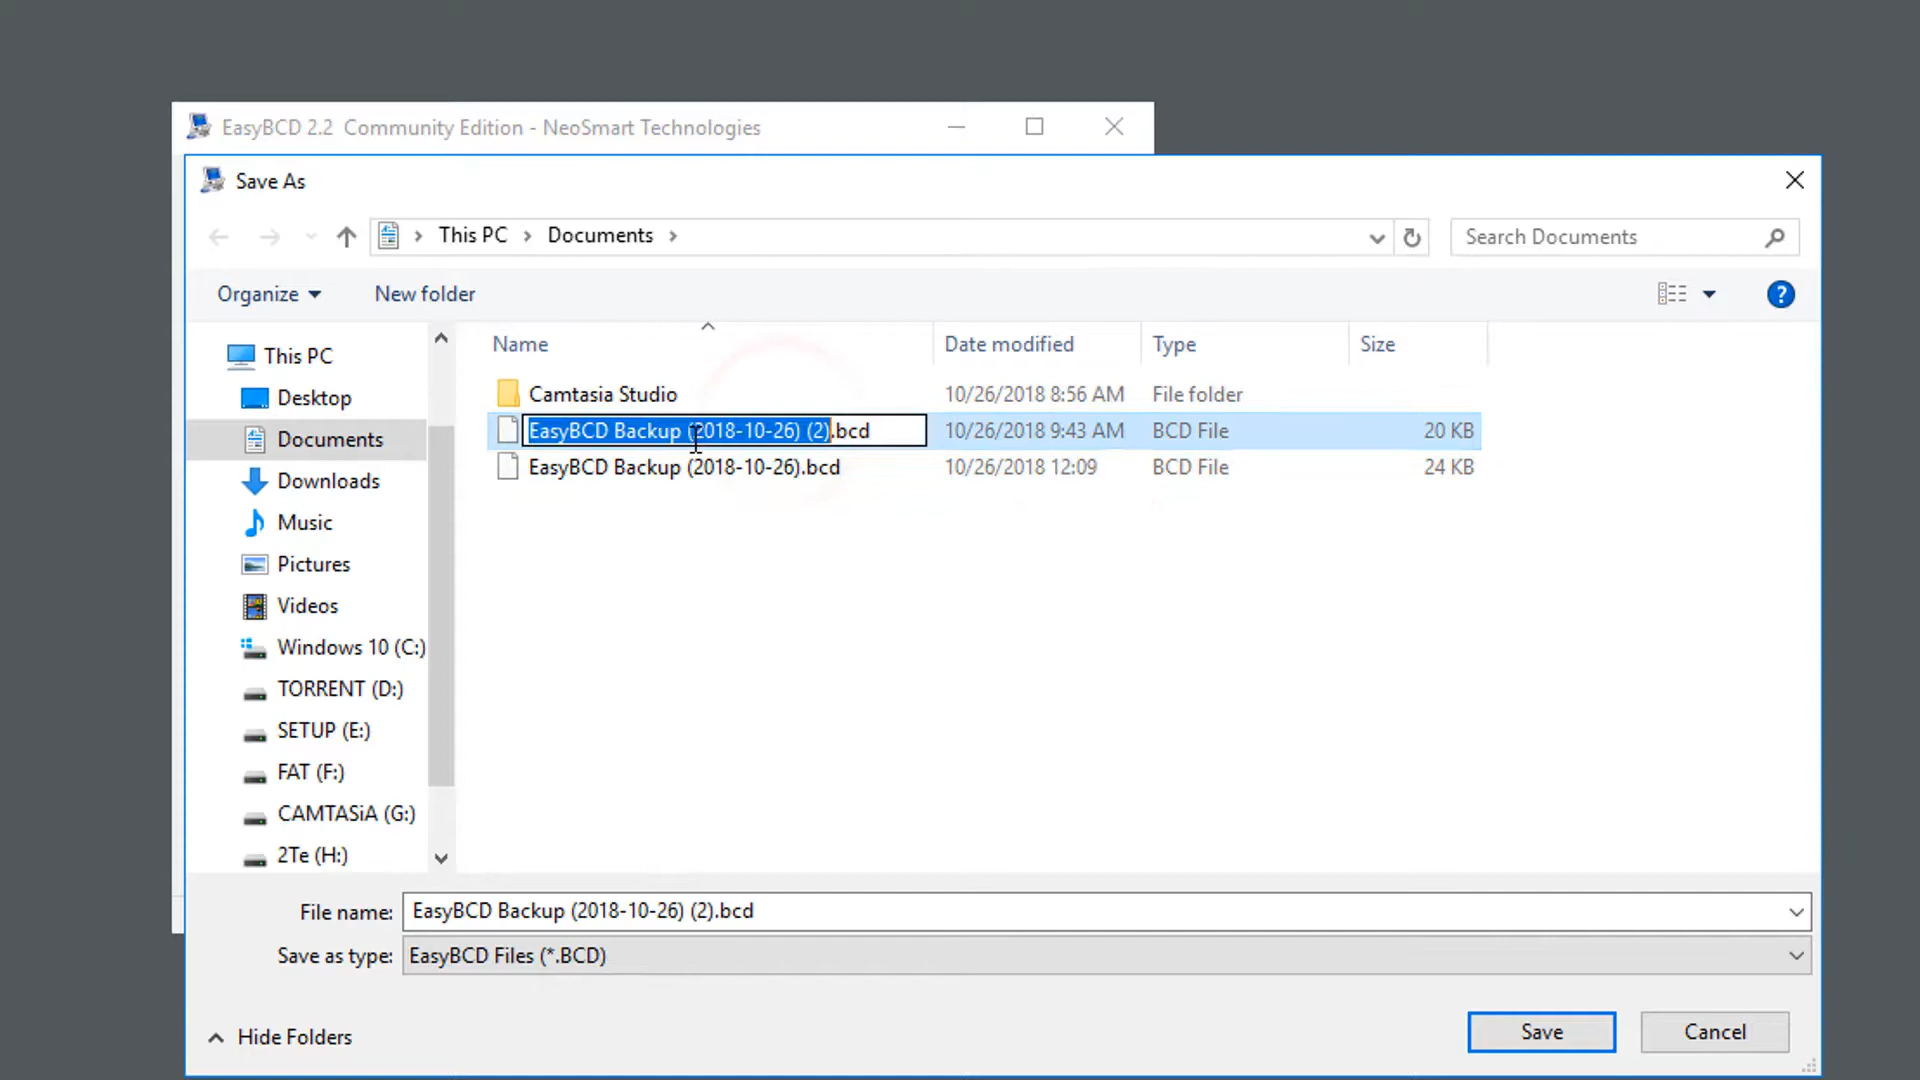 EasyBCD 2.2 Community Edition - NeoSmart Technologies
Save As
This PC > Documents >
Search Documents
Organize
New folder
?
Name
Date modified
Type
Size
This PC
Desktop
Documents
Downloads
Music
Pictures
Videos
Windows 10 (C:)
TORRENT (D:)
SETUP (E:)
FAT (F:)
CAMTASiA (G:)
2Te (H:)
Camtasia Studio 10/26/2018 8:56 AM File folder
EasyBCD Backup (2018-10-26) (2).bcd 10/26/2018 9:43 AM BCD File 20 KB
EasyBCD Backup (2018-10-26).bcd 10/26/2018 12:09 BCD File 24 KB
File name: EasyBCD Backup (2018-10-26) (2).bcd
Save as type: EasyBCD Files (*.BCD)
Hide Folders
Save
Cancel